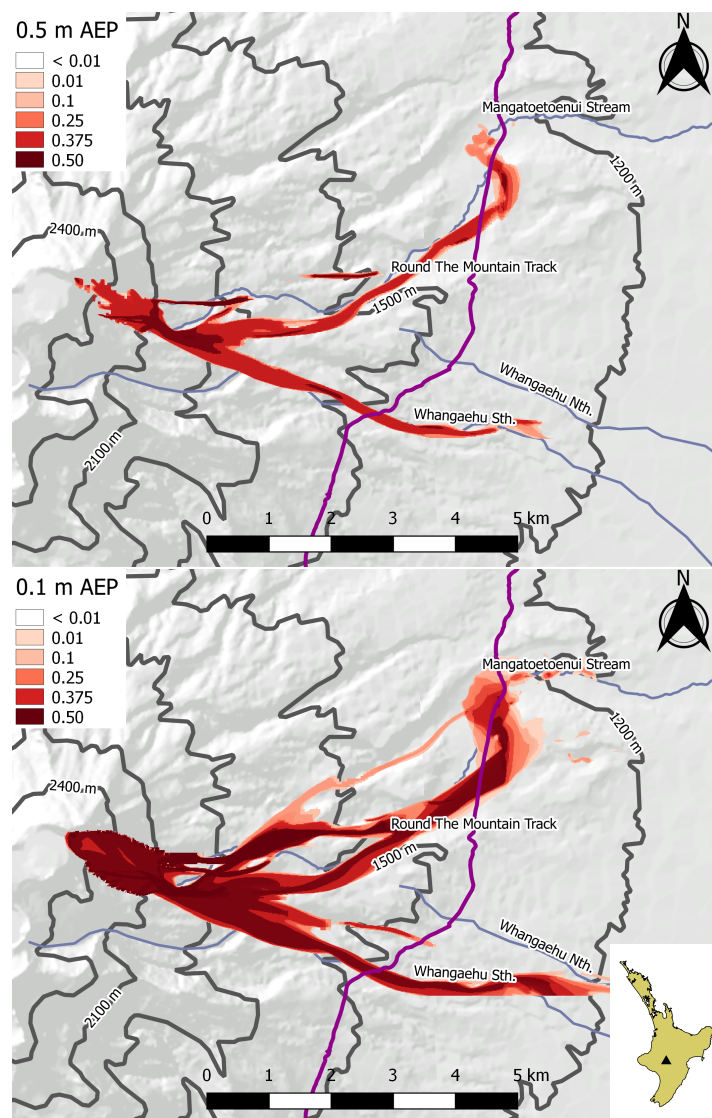 0.5 m AEP
< 0.01
0.01
0.1
0.25
0.375
0.50
N
Mangatoetoenui Stream
1200 m
2400 m
Round The Mountain Track
1500 m
Whangaehu Nth.
Whangaehu Sth.
2100 m
0 1 2 3 4 5 km
0.1 m AEP
< 0.01
0.01
0.1
0.25
0.375
0.50
N
Mangatoetoenui Stream
1200 m
2400 m
Round The Mountain Track
1500 m
Whangaehu Nth.
Whangaehu Sth.
2100 m
0 1 2 3 4 5 km